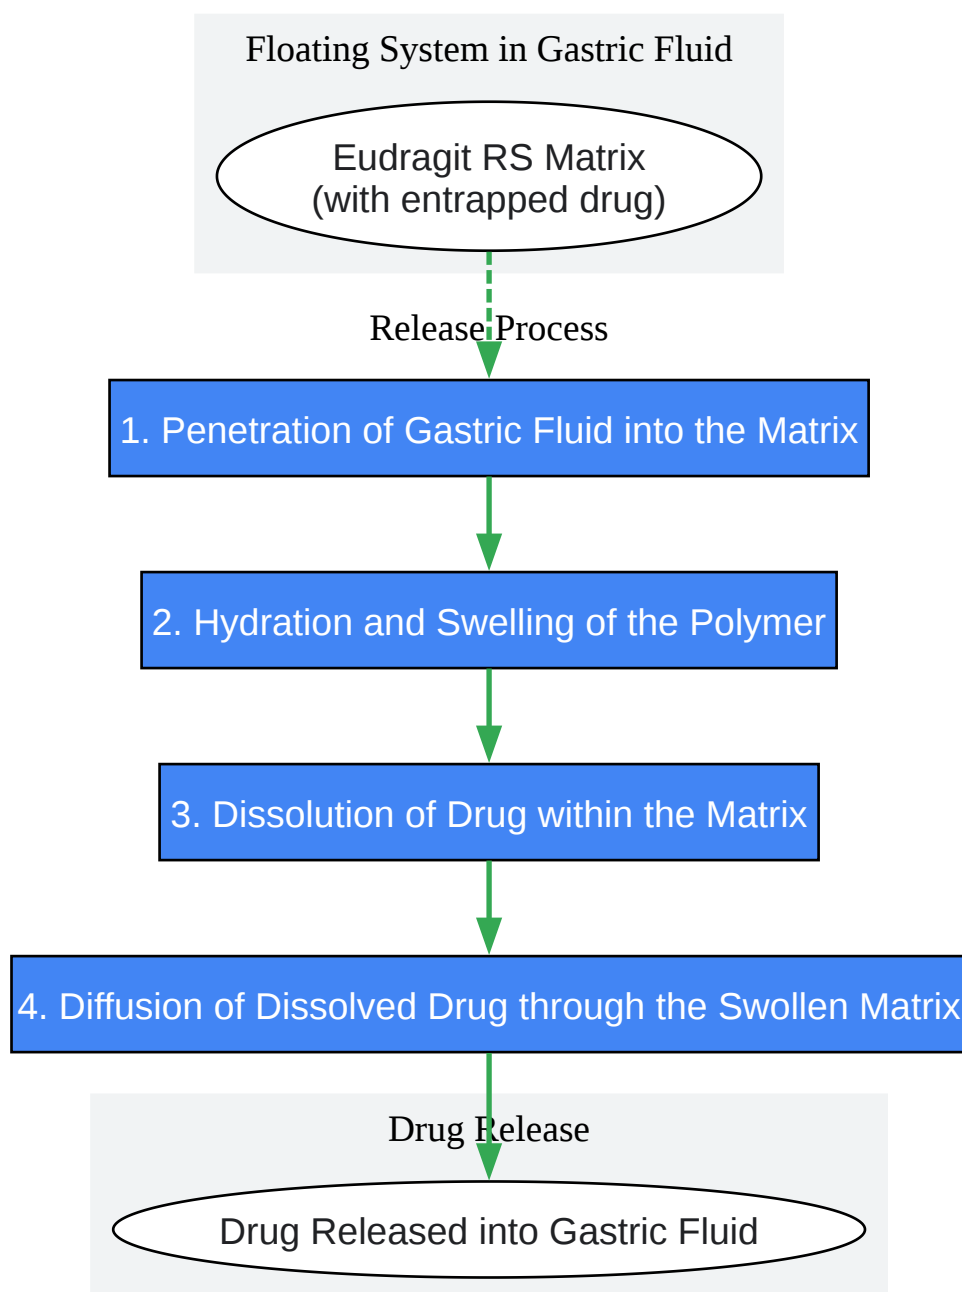 Floating System in Gastric Fluid
Eudragit RS Matrix
(with entrapped drug)
Release Process
1. Penetration of Gastric Fluid into the Matrix
2. Hydration and Swelling of the Polymer
3. Dissolution of Drug within the Matrix
4. Diffusion of Dissolved Drug through the Swollen Matrix
Drug Release
Drug Released into Gastric Fluid